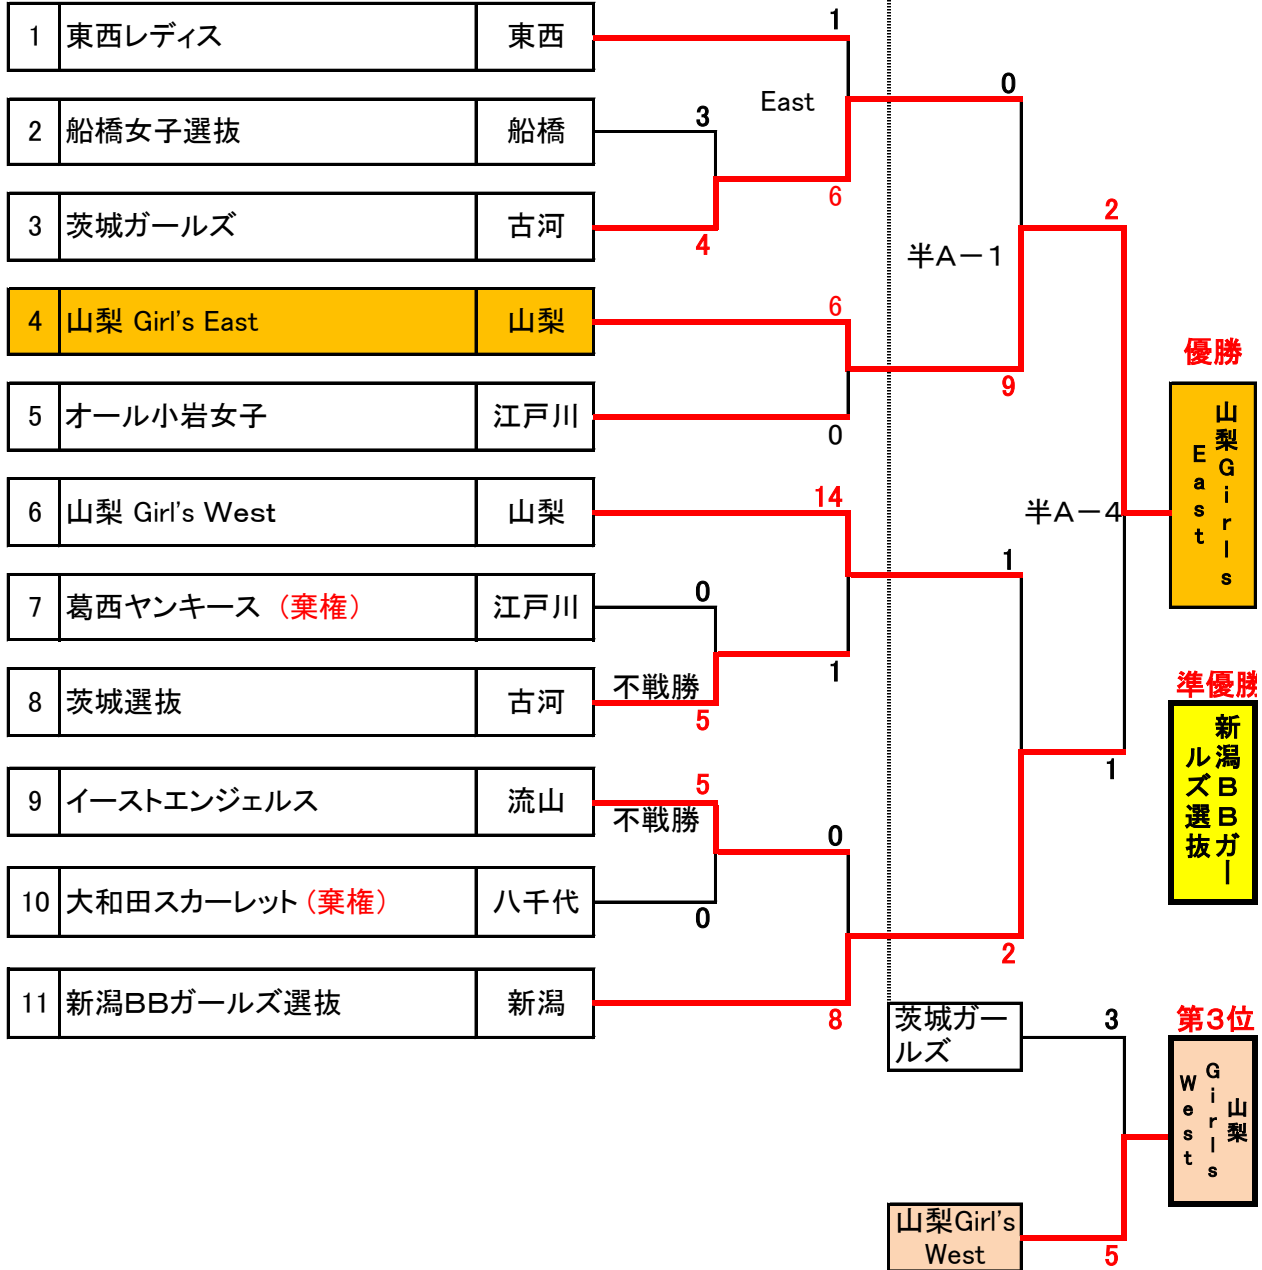 1 東西レディス 東西
2 船橋女子選抜 船橋
3 茨城ガールズ 古河
4 山梨 Girl's East 山梨
5 オール小岩女子 江戸川
6 山梨 Girl's West 山梨
7 葛西ヤンキース（棄権） 江戸川
8 茨城選抜 古河
9 イーストエンジェルス 流山
10 大和田スカーレット（棄権） 八千代
11 新潟BBガールズ選抜 新潟
3
4
0
不戦勝
5
5
不戦勝
0
1
East
6
6
0
14
1
0
8
0
半A－1
9
1
2
2
半A－4
1
優勝
山梨Girls
East
準優勝
新潟BBガー
ルズ選抜
茨城ガー
ルズ
3
山梨Girl's
West
5
第3位
山梨
Girls
West